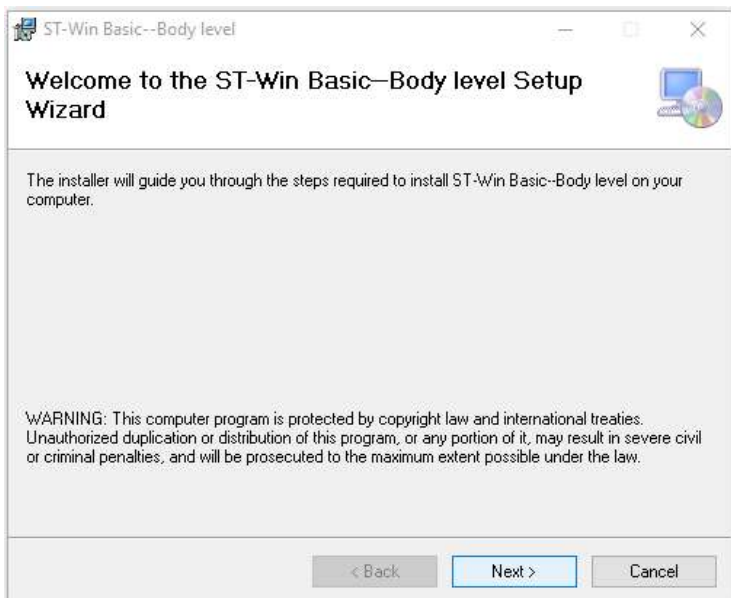 ST-Win Basic--Body level
Welcome to the ST-Win Basic—Body level Setup
Wizard
The installer will guide you through the steps required to install ST-Win Basic--Body level on your
computer.
WARNING: This computer program is protected by copyright law and international treaties.
Unauthorized duplication or distribution of this program, or any portion of it, may result in severe civil
or criminal penalties, and will be prosecuted to the maximum extent possible under the law.
< Back
Next >
Cancel